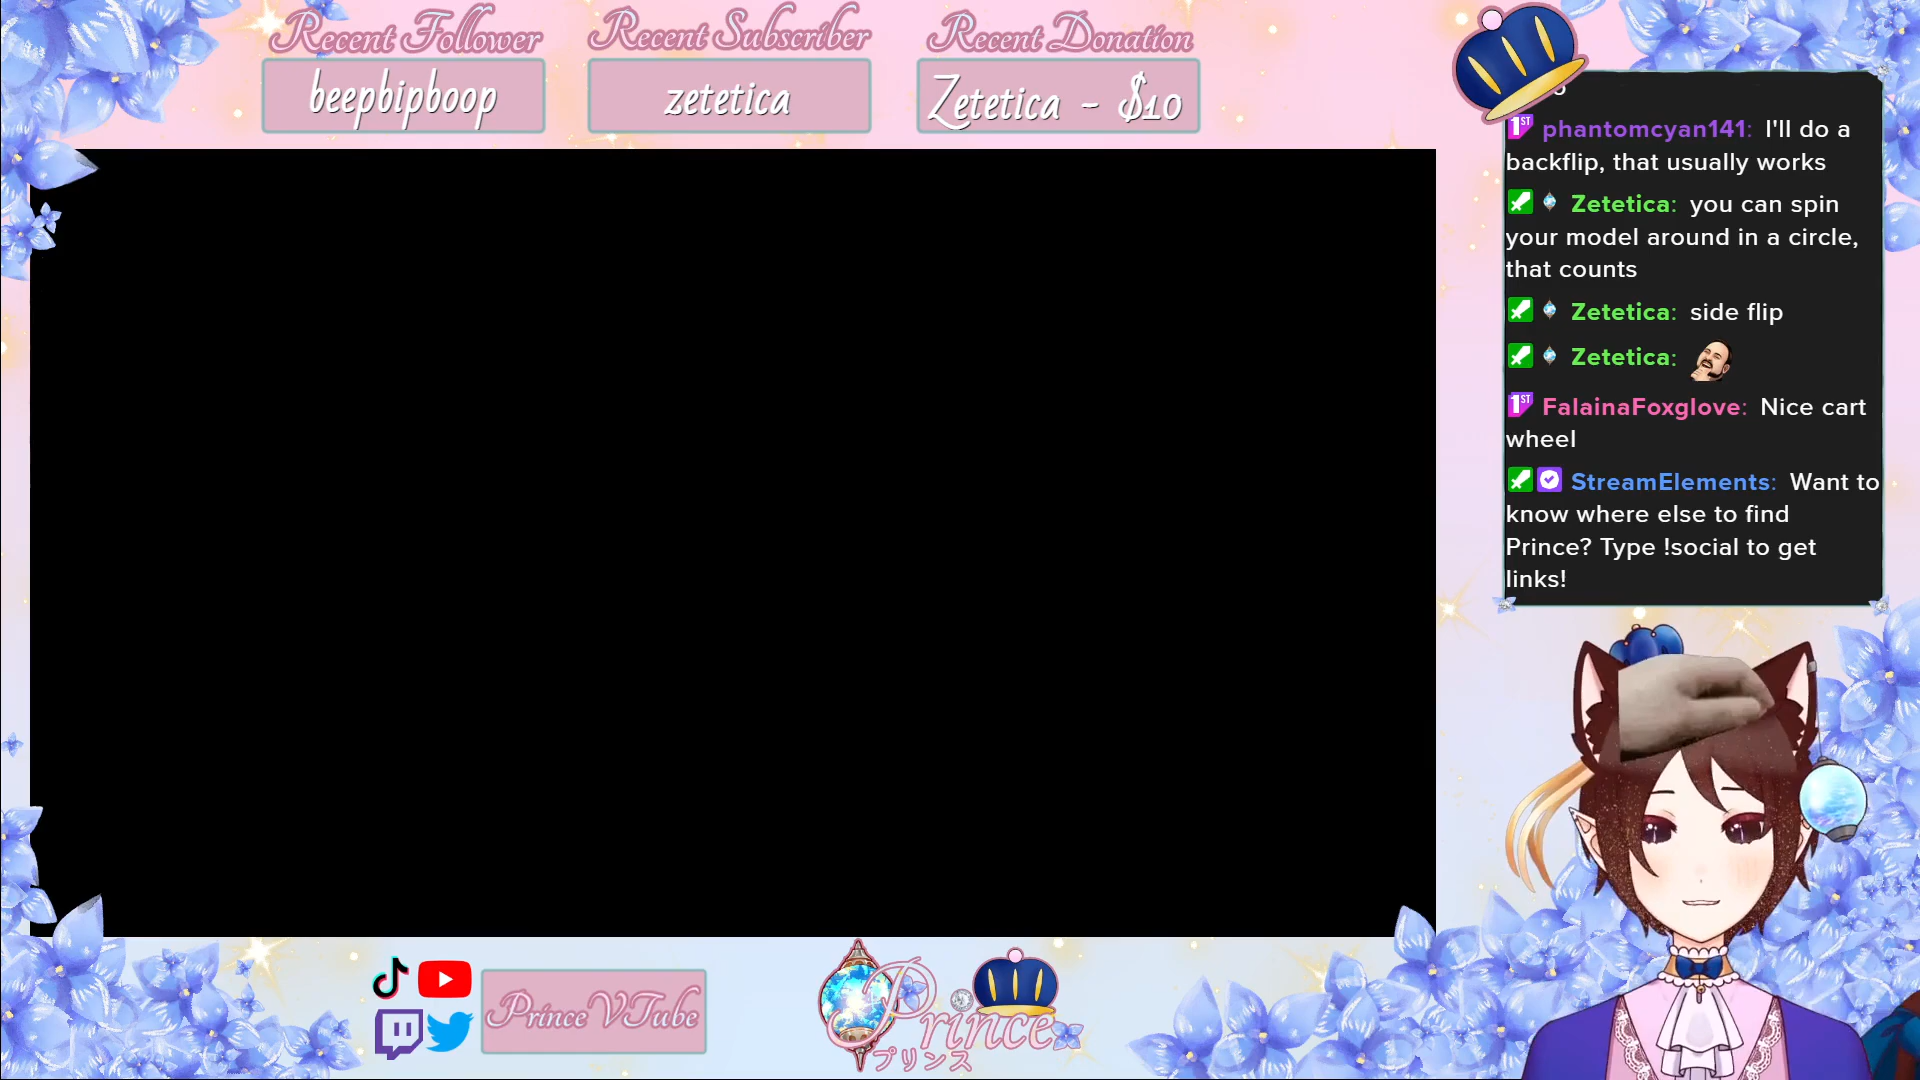 Recent Follower
beepbipboop
Recent Subscriber
zetetica
Recent Donation
Zetetica - $10
phantomcyan141: I'll do a
backflip, that usually works
Zetetica: you can spin
your model around in a circle,
that counts
Zetetica: side flip
Zetetica:
FalainaFoxglove: Nice cart
wheel
StreamElements: Want to
know where else to find
Prince? Type !social to get
links!
Prince VTube
Prince
プリンス